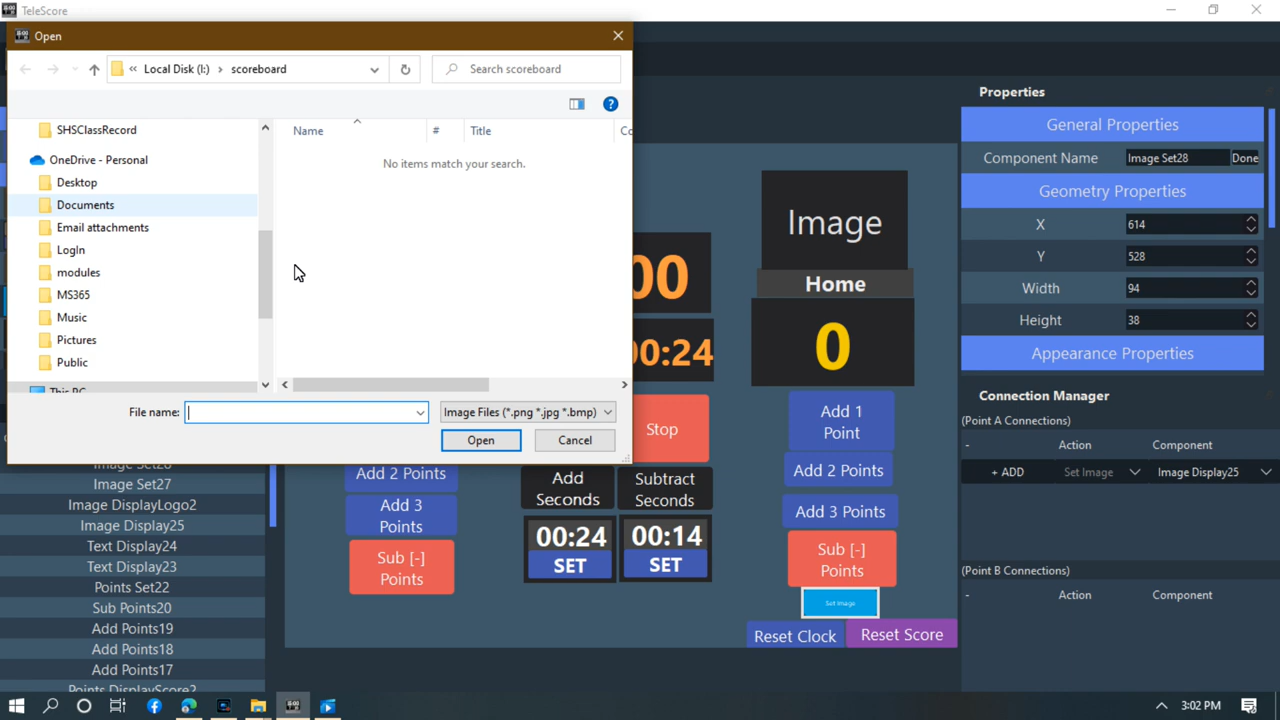 TeleScore
Open
« Local Disk (I:) › scoreboard
Search scoreboard
SHSClassRecord
OneDrive - Personal
Desktop
Documents
Email attachments
LogIn
modules
MS365
Music
Pictures
Public
This PC
Name # Title Co
No items match your search.
File name:
Image Files (*.png *.jpg *.bmp)
Open Cancel
Image Set27
Image DisplayLogo2
Image Display25
Text Display24
Text Display23
Points Set22
Sub Points20
Add Points19
Add Points18
Add Points17
Points DisplayScore2
Add 2 Points
Add 3
Points
Sub [-]
Points
00
00:24
Stop
Add
Seconds
Subtract
Seconds
00:24
SET
00:14
SET
Image
Home
0
Add 1
Point
Add 2 Points
Add 3 Points
Sub [-]
Points
Set Image
Reset Clock
Reset Score
Properties
General Properties
Component Name Image Set28 Done
Geometry Properties
X 614
Y 528
Width 94
Height 38
Appearance Properties
Connection Manager
(Point A Connections)
- Action Component
+ ADD Set Image Image Display25
(Point B Connections)
- Action Component
3:02 PM